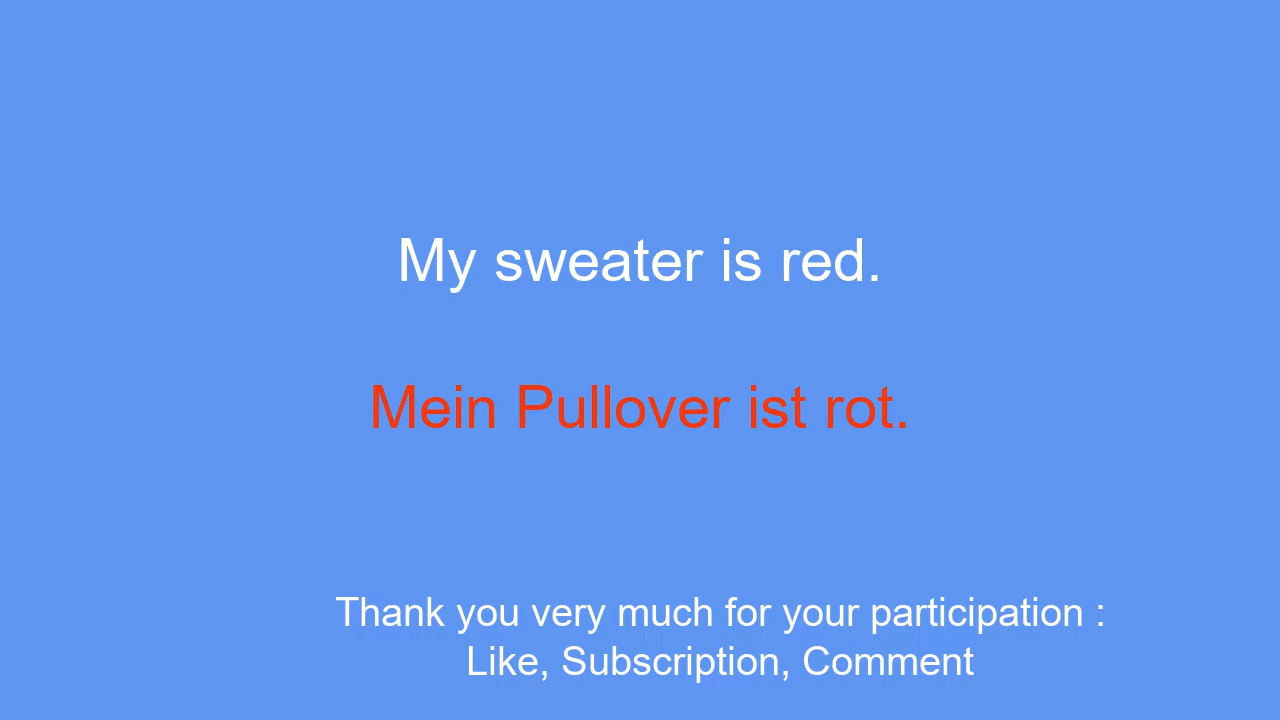 My sweater is red.
Mein Pullover ist rot.
Thank you very much for your participation :
Like, Subscription, Comment